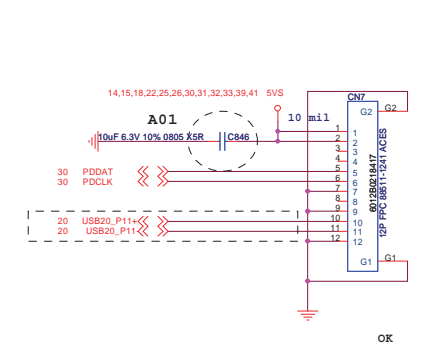 14,15,18,22,25,26,30,31,32,33,39,41 5VS
CN7
A01
10 mil
G2 G2
10uF 6.3V 10% 0805 X5R C846
1 1
2 2
3 3
4 4
30 PDDAT 5 5
30 PDCLK 6 6
7 7
8 8
9 9
20 USB20_P11+ 10 10
20 USB20_P11- 11 11
12 12
6012B0218417
12P FPC 88511-1241 ACES
G1 G1
OK